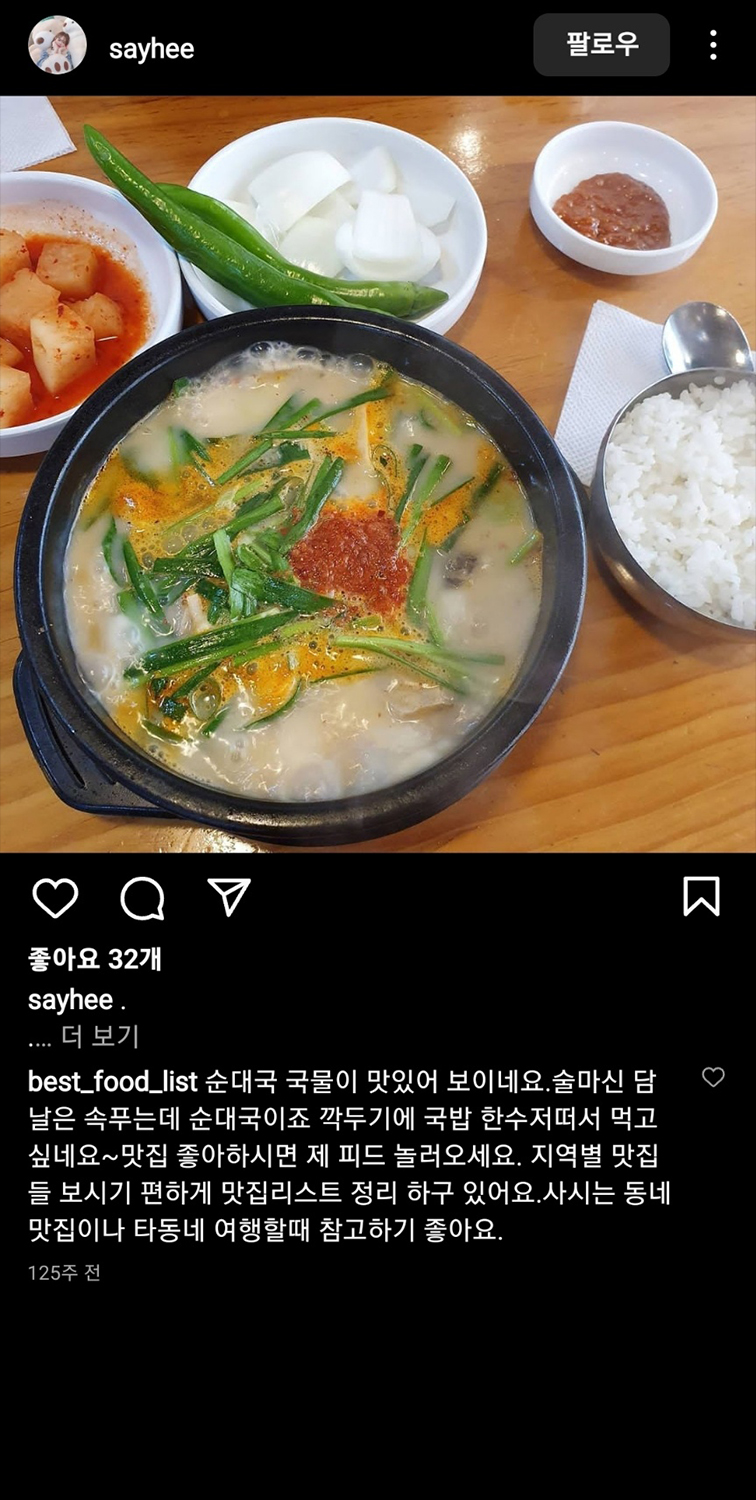 sayhee
팔로우
좋아요 32개
sayhee .
.... 더 보기
best_food_list 순대국 국물이 맛있어 보이네요.술마신 담
날은 속푸는데 순대국이죠 깍두기에 국밥 한수저떠서 먹고
싶네요~맛집 좋아하시면 제 피드 놀러오세요. 지역별 맛집
들 보시기 편하게 맛집리스트 정리 하구 있어요.사시는 동네
맛집이나 타동네 여행할때 참고하기 좋아요.
125주 전